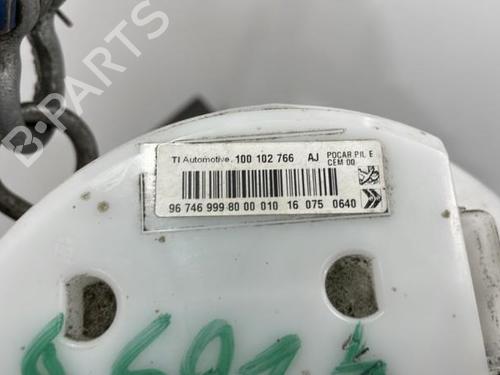 B-PARTS
TI Automotive. 100 102 766 AJ POCAR PIL E
CEM 00
96 746 999 80 00 010 16 075 0640